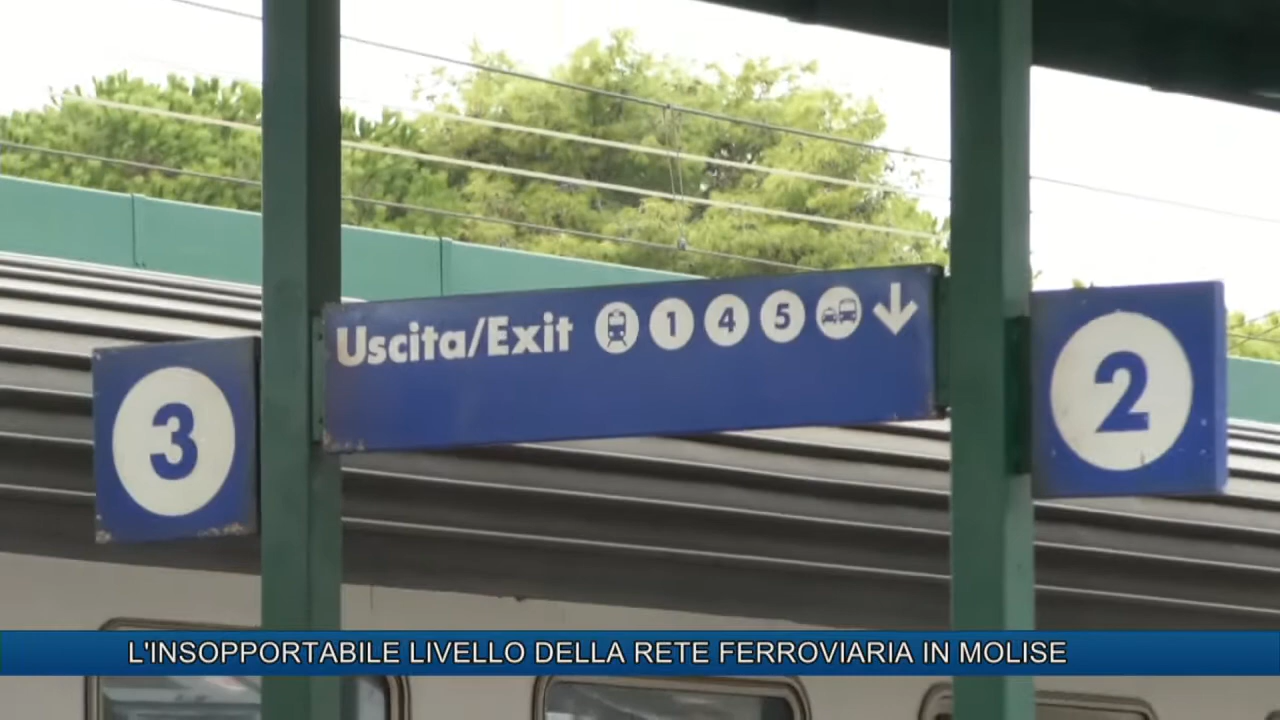 Uscita/Exit 1 4 5
3
2
L'INSOPPORTABILE LIVELLO DELLA RETE FERROVIARIA IN MOLISE